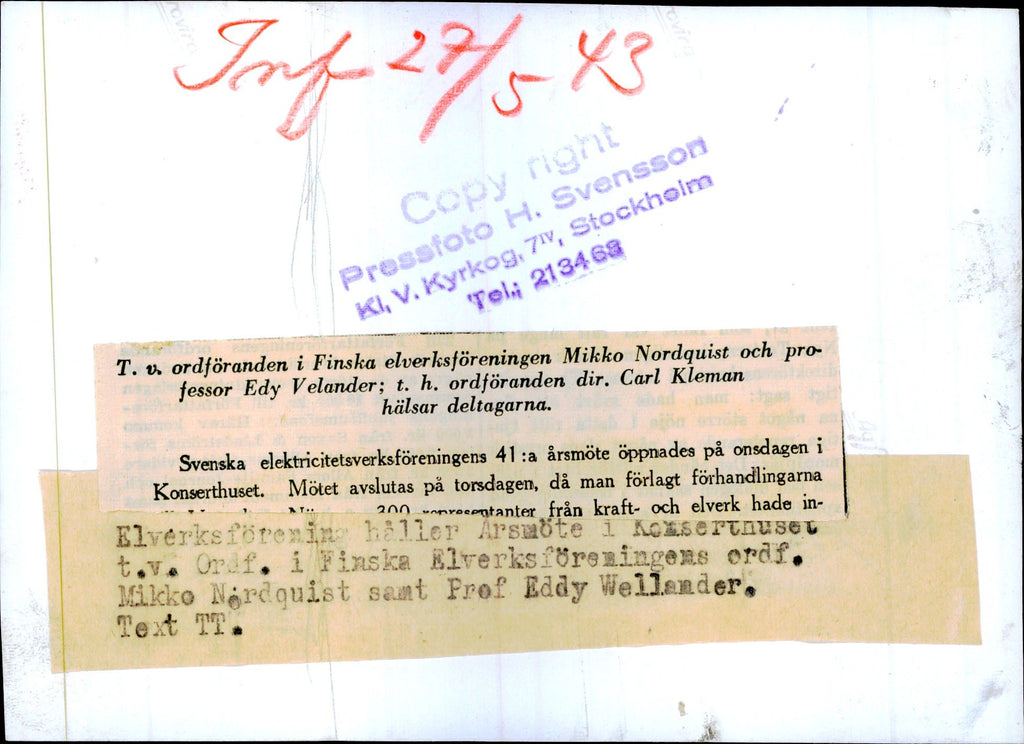 Inf 27/5 43
Copy right
Pressfoto H. Svensson
Kl. V. Kyrkog. 7IV, Stockholm
Tel.; 213468
T. v. ordföranden i Finska elverksföreningen Mikko Nordquist och pro-
fessor Edy Velander; t. h. ordföranden dir. Carl Kleman
hälsar deltagarna.
Svenska elektricitetsverksföreningens 41:a årsmöte öppnades på onsdagen i
Konserthuset. Mötet avslutas på torsdagen, då man förlagt förhandlingarna
300 representanter från kraft- och elverk hade in-
Elverksförening håller Årsmöte i Konserthuset
t.v. Ordf. i Finska Elverksföreningens ordf.
Mikko Nordquist samt Prof Eddy Wellander.
Text TT.